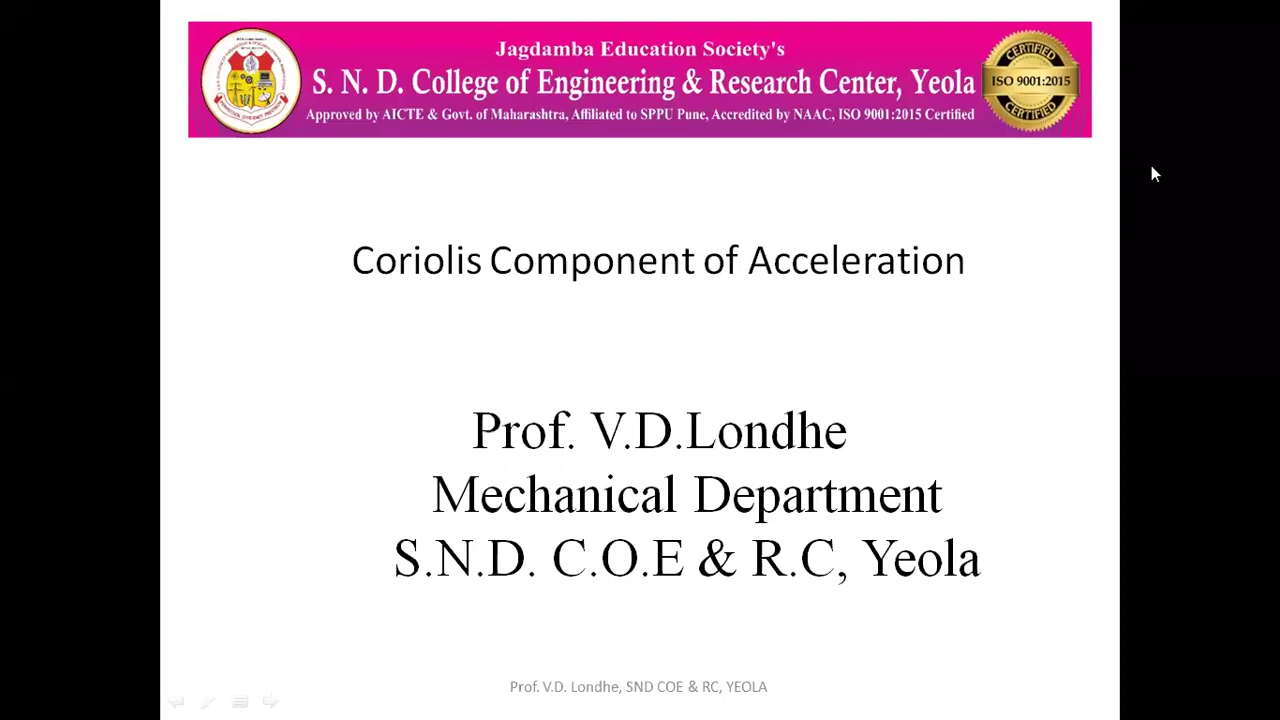 Jagdamba Education Society's
S. N. D. College of Engineering & Research Center, Yeola
Approved by AICTE & Govt. of Maharashtra, Affiliated to SPPU Pune, Accredited by NAAC, ISO 9001:2015 Certified
CERTIFIED
ISO 9001:2015
CERTIFIED
Coriolis Component of Acceleration
Prof. V.D.Londhe
Mechanical Department
S.N.D. C.O.E & R.C, Yeola
Prof. V.D. Londhe, SND COE & RC, YEOLA